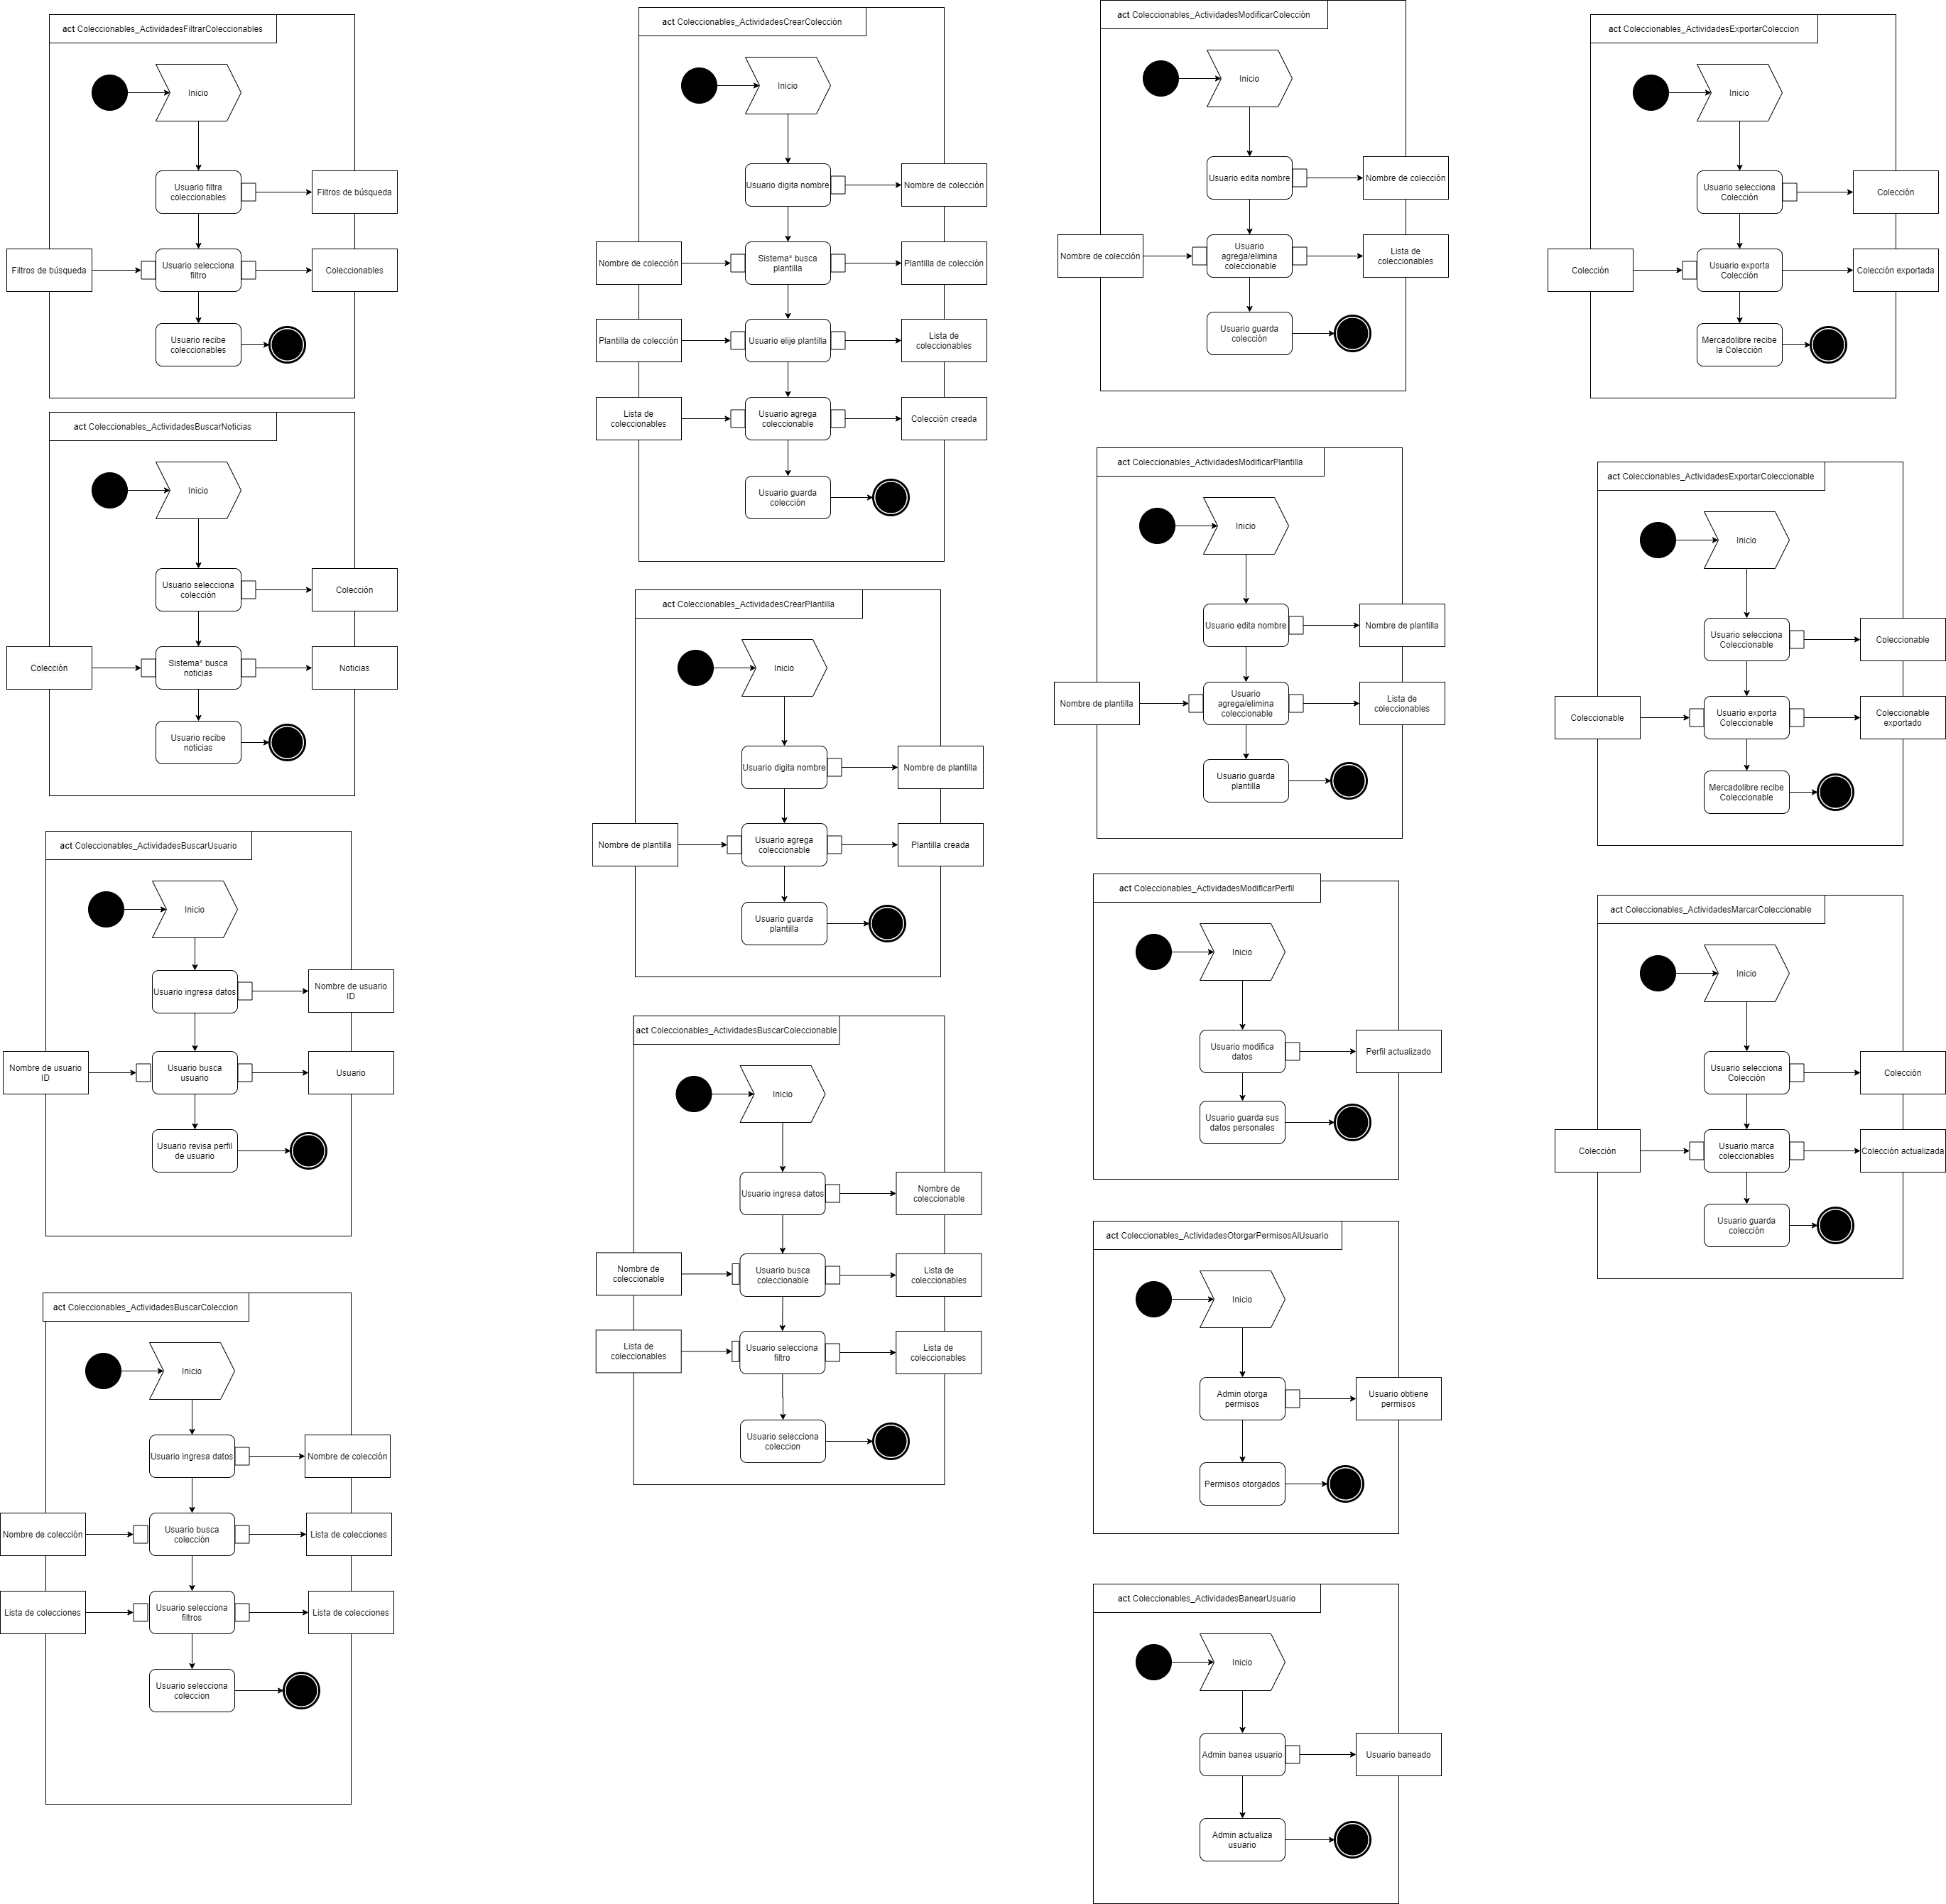 act Coleccionables_ActividadesFiltrarColeccionables
Inicio
Usuario filtra
coleccionables
Filtros de búsqueda
Filtros de búsqueda
Usuario selecciona
filtro
Coleccionables
Usuario recibe
coleccionables
act Coleccionables_ActividadesBuscarNoticias
Inicio
Usuario selecciona
colección
Colección
Colección
Sistema* busca
noticias
Noticias
Usuario recibe
noticias
act Coleccionables_ActividadesBuscarUsuario
Inicio
Usuario ingresa datos
Nombre de usuario
ID
Nombre de usuario
ID
Usuario busca
usuario
Usuario
Usuario revisa perfil
de usuario
act Coleccionables_ActividadesBuscarColeccion
Inicio
Usuario ingresa datos
Nombre de colección
Nombre de colección
Usuario busca
colección
Lista de colecciones
Lista de colecciones
Usuario selecciona
filtros
Lista de colecciones
Usuario selecciona
coleccion
act Coleccionables_ActividadesCrearColección
Inicio
Usuario digita nombre
Nombre de colección
Nombre de colección
Sistema* busca
plantilla
Plantilla de colección
Plantilla de colección
Usuario elije plantilla
Lista de
coleccionables
Lista de
coleccionables
Usuario agrega
coleccionable
Colección creada
Usuario guarda
colección
act Coleccionables_ActividadesCrearPlantilla
Inicio
Usuario digita nombre
Nombre de plantilla
Nombre de plantilla
Usuario agrega
coleccionable
Plantilla creada
Usuario guarda
plantilla
act Coleccionables_ActividadesBuscarColeccionable
Inicio
Usuario ingresa datos
Nombre de
coleccionable
Nombre de
coleccionable
Usuario busca
coleccionable
Lista de
coleccionables
Lista de
coleccionables
Usuario selecciona
filtro
Lista de
coleccionables
Usuario selecciona
coleccion
act Coleccionables_ActividadesModificarColección
Inicio
Usuario edita nombre
Nombre de colección
Nombre de colección
Usuario
agrega/elimina
coleccionable
Lista de
coleccionables
Usuario guarda
colección
act Coleccionables_ActividadesModificarPlantilla
Inicio
Usuario edita nombre
Nombre de plantilla
Nombre de plantilla
Usuario
agrega/elimina
coleccionable
Lista de
coleccionables
Usuario guarda
plantilla
act Coleccionables_ActividadesModificarPerfil
Inicio
Usuario modifica
datos
Perfil actualizado
Usuario guarda sus
datos personales
act Coleccionables_ActividadesOtorgarPermisosAlUsuario
Inicio
Admin otorga
permisos
Usuario obtiene
permisos
Permisos otorgados
act Coleccionables_ActividadesBanearUsuario
Inicio
Admin banea usuario
Usuario baneado
Admin actualiza
usuario
act Coleccionables_ActividadesExportarColeccion
Inicio
Usuario selecciona
Colección
Colección
Colección
Usuario exporta
Colección
Colección exportada
Mercadolibre recibe
la Colección
act Coleccionables_ActividadesExportarColeccionable
Inicio
Usuario selecciona
Coleccionable
Coleccionable
Coleccionable
Usuario exporta
Coleccionable
Coleccionable
exportado
Mercadolibre recibe
Coleccionable
act Coleccionables_ActividadesMarcarColeccionable
Inicio
Usuario selecciona
Colección
Colección
Colección
Usuario marca
coleccionables
Colección actualizada
Usuario guarda
colección